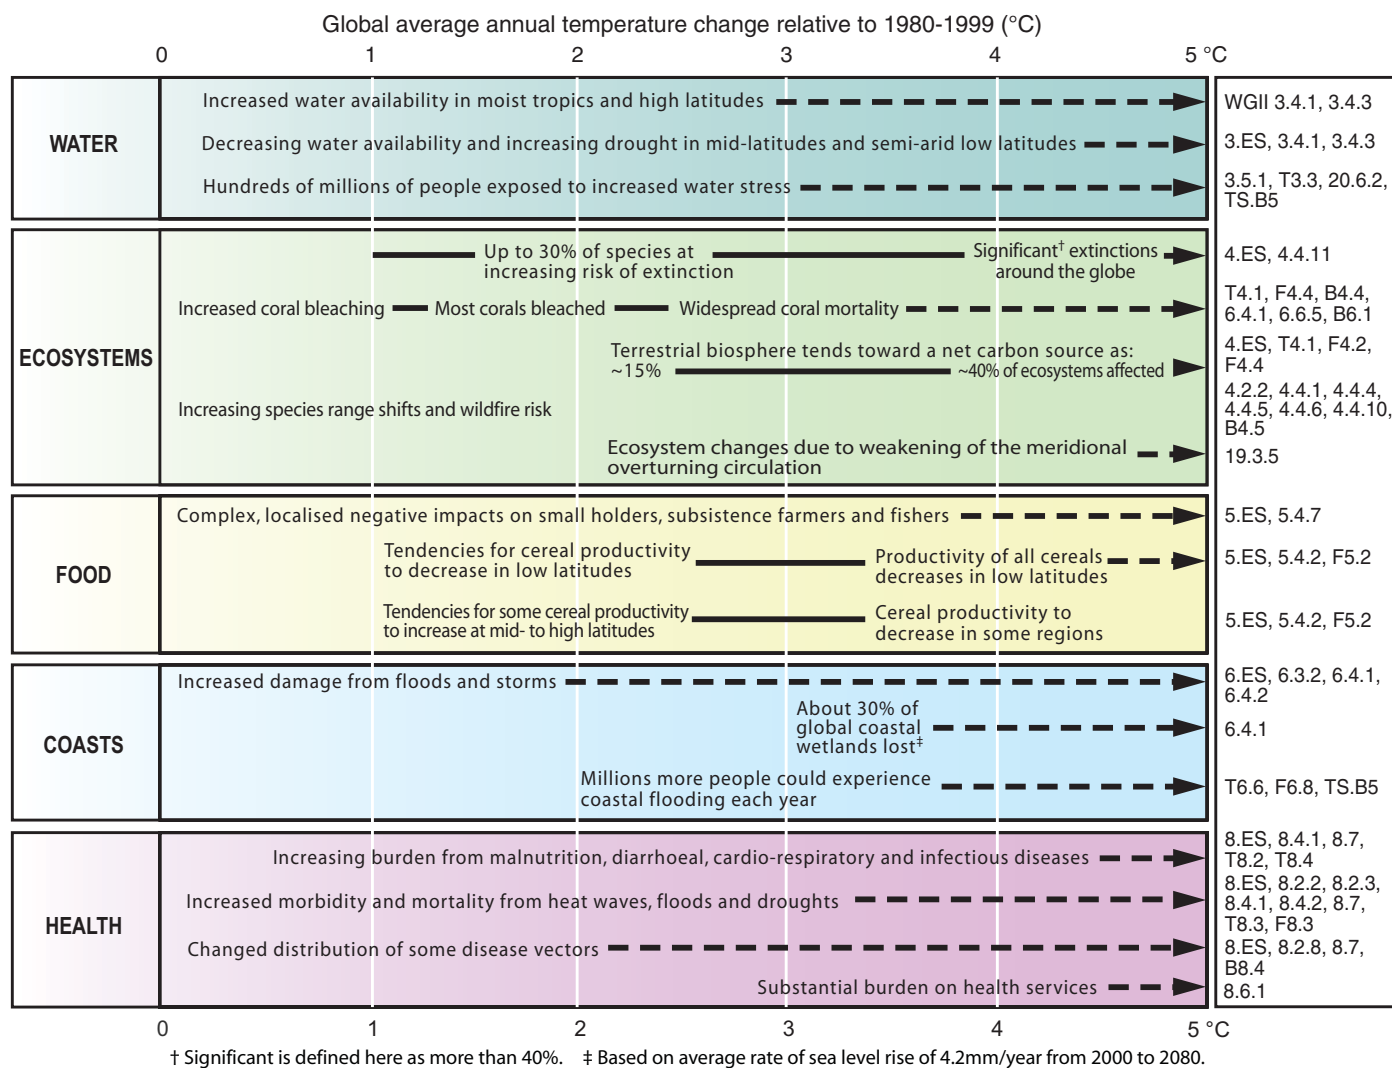 Global average annual temperature change relative to 1980-1999 (°C)
0 1 2 3 4 5 °C
WATER
Increased water availability in moist tropics and high latitudes
WGII 3.4.1, 3.4.3
Decreasing water availability and increasing drought in mid-latitudes and semi-arid low latitudes
3.ES, 3.4.1, 3.4.3
Hundreds of millions of people exposed to increased water stress
3.5.1, T3.3, 20.6.2,
TS.B5
ECOSYSTEMS
Up to 30% of species at
increasing risk of extinction
Significant† extinctions
around the globe
4.ES, 4.4.11
Increased coral bleaching
Most corals bleached
Widespread coral mortality
T4.1, F4.4, B4.4,
6.4.1, 6.6.5, B6.1
Terrestrial biosphere tends toward a net carbon source as:
~15%
~40% of ecosystems affected
4.ES, T4.1, F4.2,
F4.4
Increasing species range shifts and wildfire risk
4.2.2, 4.4.1, 4.4.4,
4.4.5, 4.4.6, 4.4.10,
B4.5
Ecosystem changes due to weakening of the meridional
overturning circulation
19.3.5
FOOD
Complex, localised negative impacts on small holders, subsistence farmers and fishers
5.ES, 5.4.7
Tendencies for cereal productivity
to decrease in low latitudes
Productivity of all cereals
decreases in low latitudes
5.ES, 5.4.2, F5.2
Tendencies for some cereal productivity
to increase at mid- to high latitudes
Cereal productivity to
decrease in some regions
5.ES, 5.4.2, F5.2
COASTS
Increased damage from floods and storms
6.ES, 6.3.2, 6.4.1,
6.4.2
About 30% of
global coastal
wetlands lost‡
6.4.1
Millions more people could experience
coastal flooding each year
T6.6, F6.8, TS.B5
HEALTH
Increasing burden from malnutrition, diarrhoeal, cardio-respiratory and infectious diseases
8.ES, 8.4.1, 8.7,
T8.2, T8.4
Increased morbidity and mortality from heat waves, floods and droughts
8.ES, 8.2.2, 8.2.3,
8.4.1, 8.4.2, 8.7,
T8.3, F8.3
Changed distribution of some disease vectors
8.ES, 8.2.8, 8.7,
B8.4
Substantial burden on health services
8.6.1
0 1 2 3 4 5 °C
† Significant is defined here as more than 40%. ‡ Based on average rate of sea level rise of 4.2mm/year from 2000 to 2080.